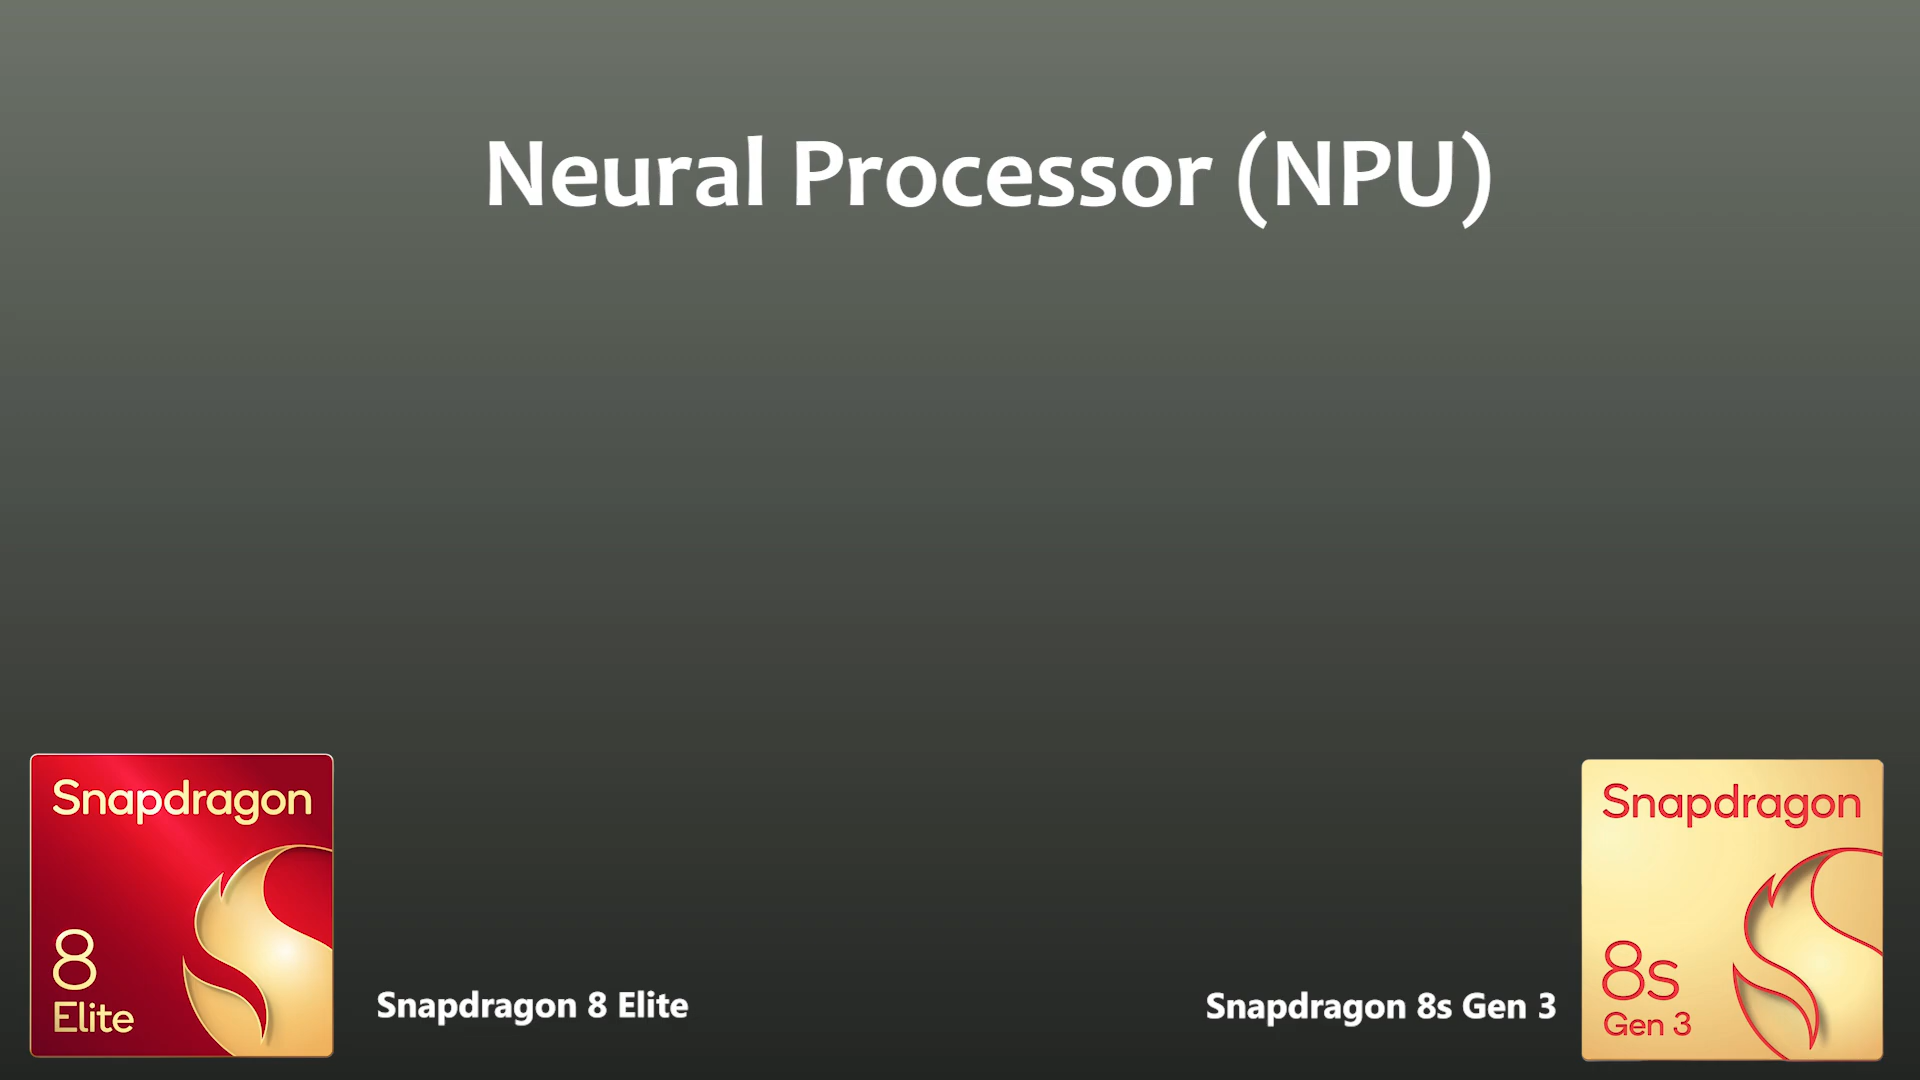 Neural Processor (NPU)
Snapdragon
8
Elite
Snapdragon 8 Elite
Snapdragon 8s Gen 3
Snapdragon
8s
Gen 3